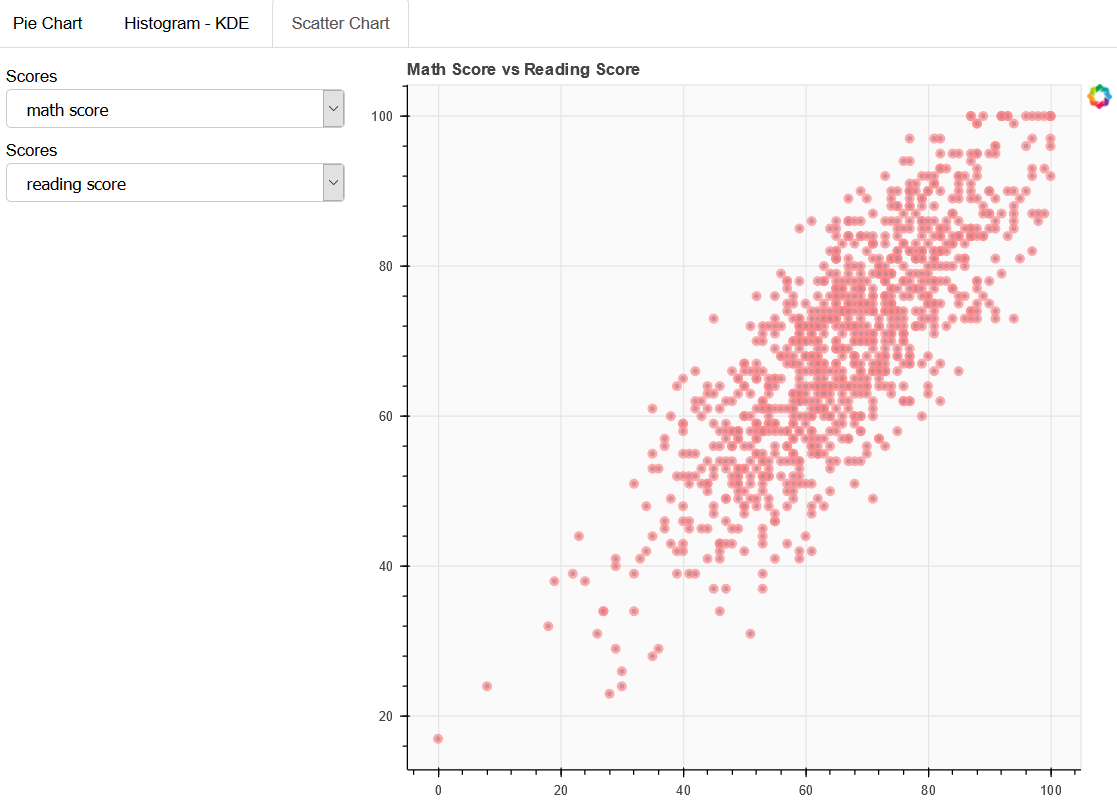 Pie Chart Histogram - KDE Scatter Chart
Scores
math score
Scores
reading score
Math Score vs Reading Score
100
80
60
40
20
0 20 40 60 80 100